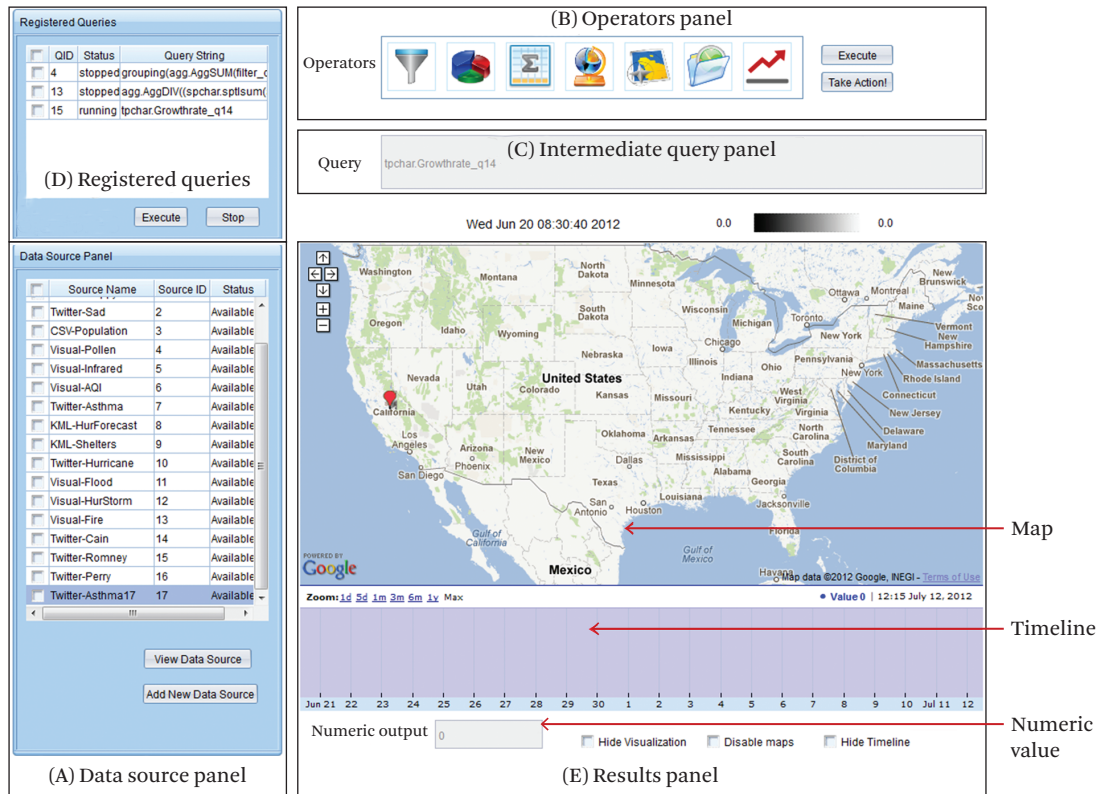 Registered Queries
QID Status Query String
4 stopped grouping(agg.AggSUM(filter_c
13 stopped agg.AggDIV((spchar.sptlsum(
15 running tpchar.Growthrate_q14
(D) Registered queries
Execute Stop
(B) Operators panel
Operators
Σ
Execute
Take Action!
(C) Intermediate query panel
Query
tpchar.Growthrate_q14
Wed Jun 20 08:30:40 2012
0.0 0.0
Data Source Panel
Source Name Source ID Status
Twitter-Sad 2 Available
CSV-Population 3 Available
Visual-Pollen 4 Available
Visual-Infrared 5 Available
Visual-AQI 6 Available
Twitter-Asthma 7 Available
KML-HurForecast 8 Available
KML-Shelters 9 Available
Twitter-Hurricane 10 Available
Visual-Flood 11 Available
Visual-HurStorm 12 Available
Visual-Fire 13 Available
Twitter-Cain 14 Available
Twitter-Romney 15 Available
Twitter-Perry 16 Available
Twitter-Asthma17 17 Available
View Data Source
Add New Data Source
(A) Data source panel
Washington
Montana
North
Dakota
Minnesota
Ottawa
Montreal
New
Brunswick
Maine
Nov
Sco
Oregon
Idaho
Wyoming
South
Dakota
Wisconsin
Michigan
Toronto
New York
Vermont
New
Hampshire
Massachusetts
Rhode Island
Connecticut
New Jersey
Delaware
Maryland
District of
Columbia
Chicago
Iowa
Nebraska
Illinois
Indiana
Ohio
Pennsylvania
New York
Nevada
Utah
Colorado
United States
Kansas
Missouri
West
Virginia
Virginia
Kentucky
California
Los
Angeles
San Diego
Arizona
Phoenix
New
Mexico
Oklahoma
Arkansas
Tennessee
North
Carolina
South
Carolina
Mississippi
Alabama
Georgia
Dallas
Texas
Louisiana
San
Antonio
Houston
Jacksonville
Florida
Gulf of
California
Gulf of
Mexico
Mexico
Havana
POWERED BY
Google
Map data ©2012 Google, INEGI - Terms of Use
Map
Zoom: 1d 5d 1m 3m 6m 1y Max
Value 0 | 12:15 July 12, 2012
Timeline
Jun 21 22 23 24 25 26 27 28 29 30 1 2 3 4 5 6 7 8 9 10 Jul 11 12
Numeric output 0
Hide Visualization Disable maps Hide Timeline
Numeric
value
(E) Results panel